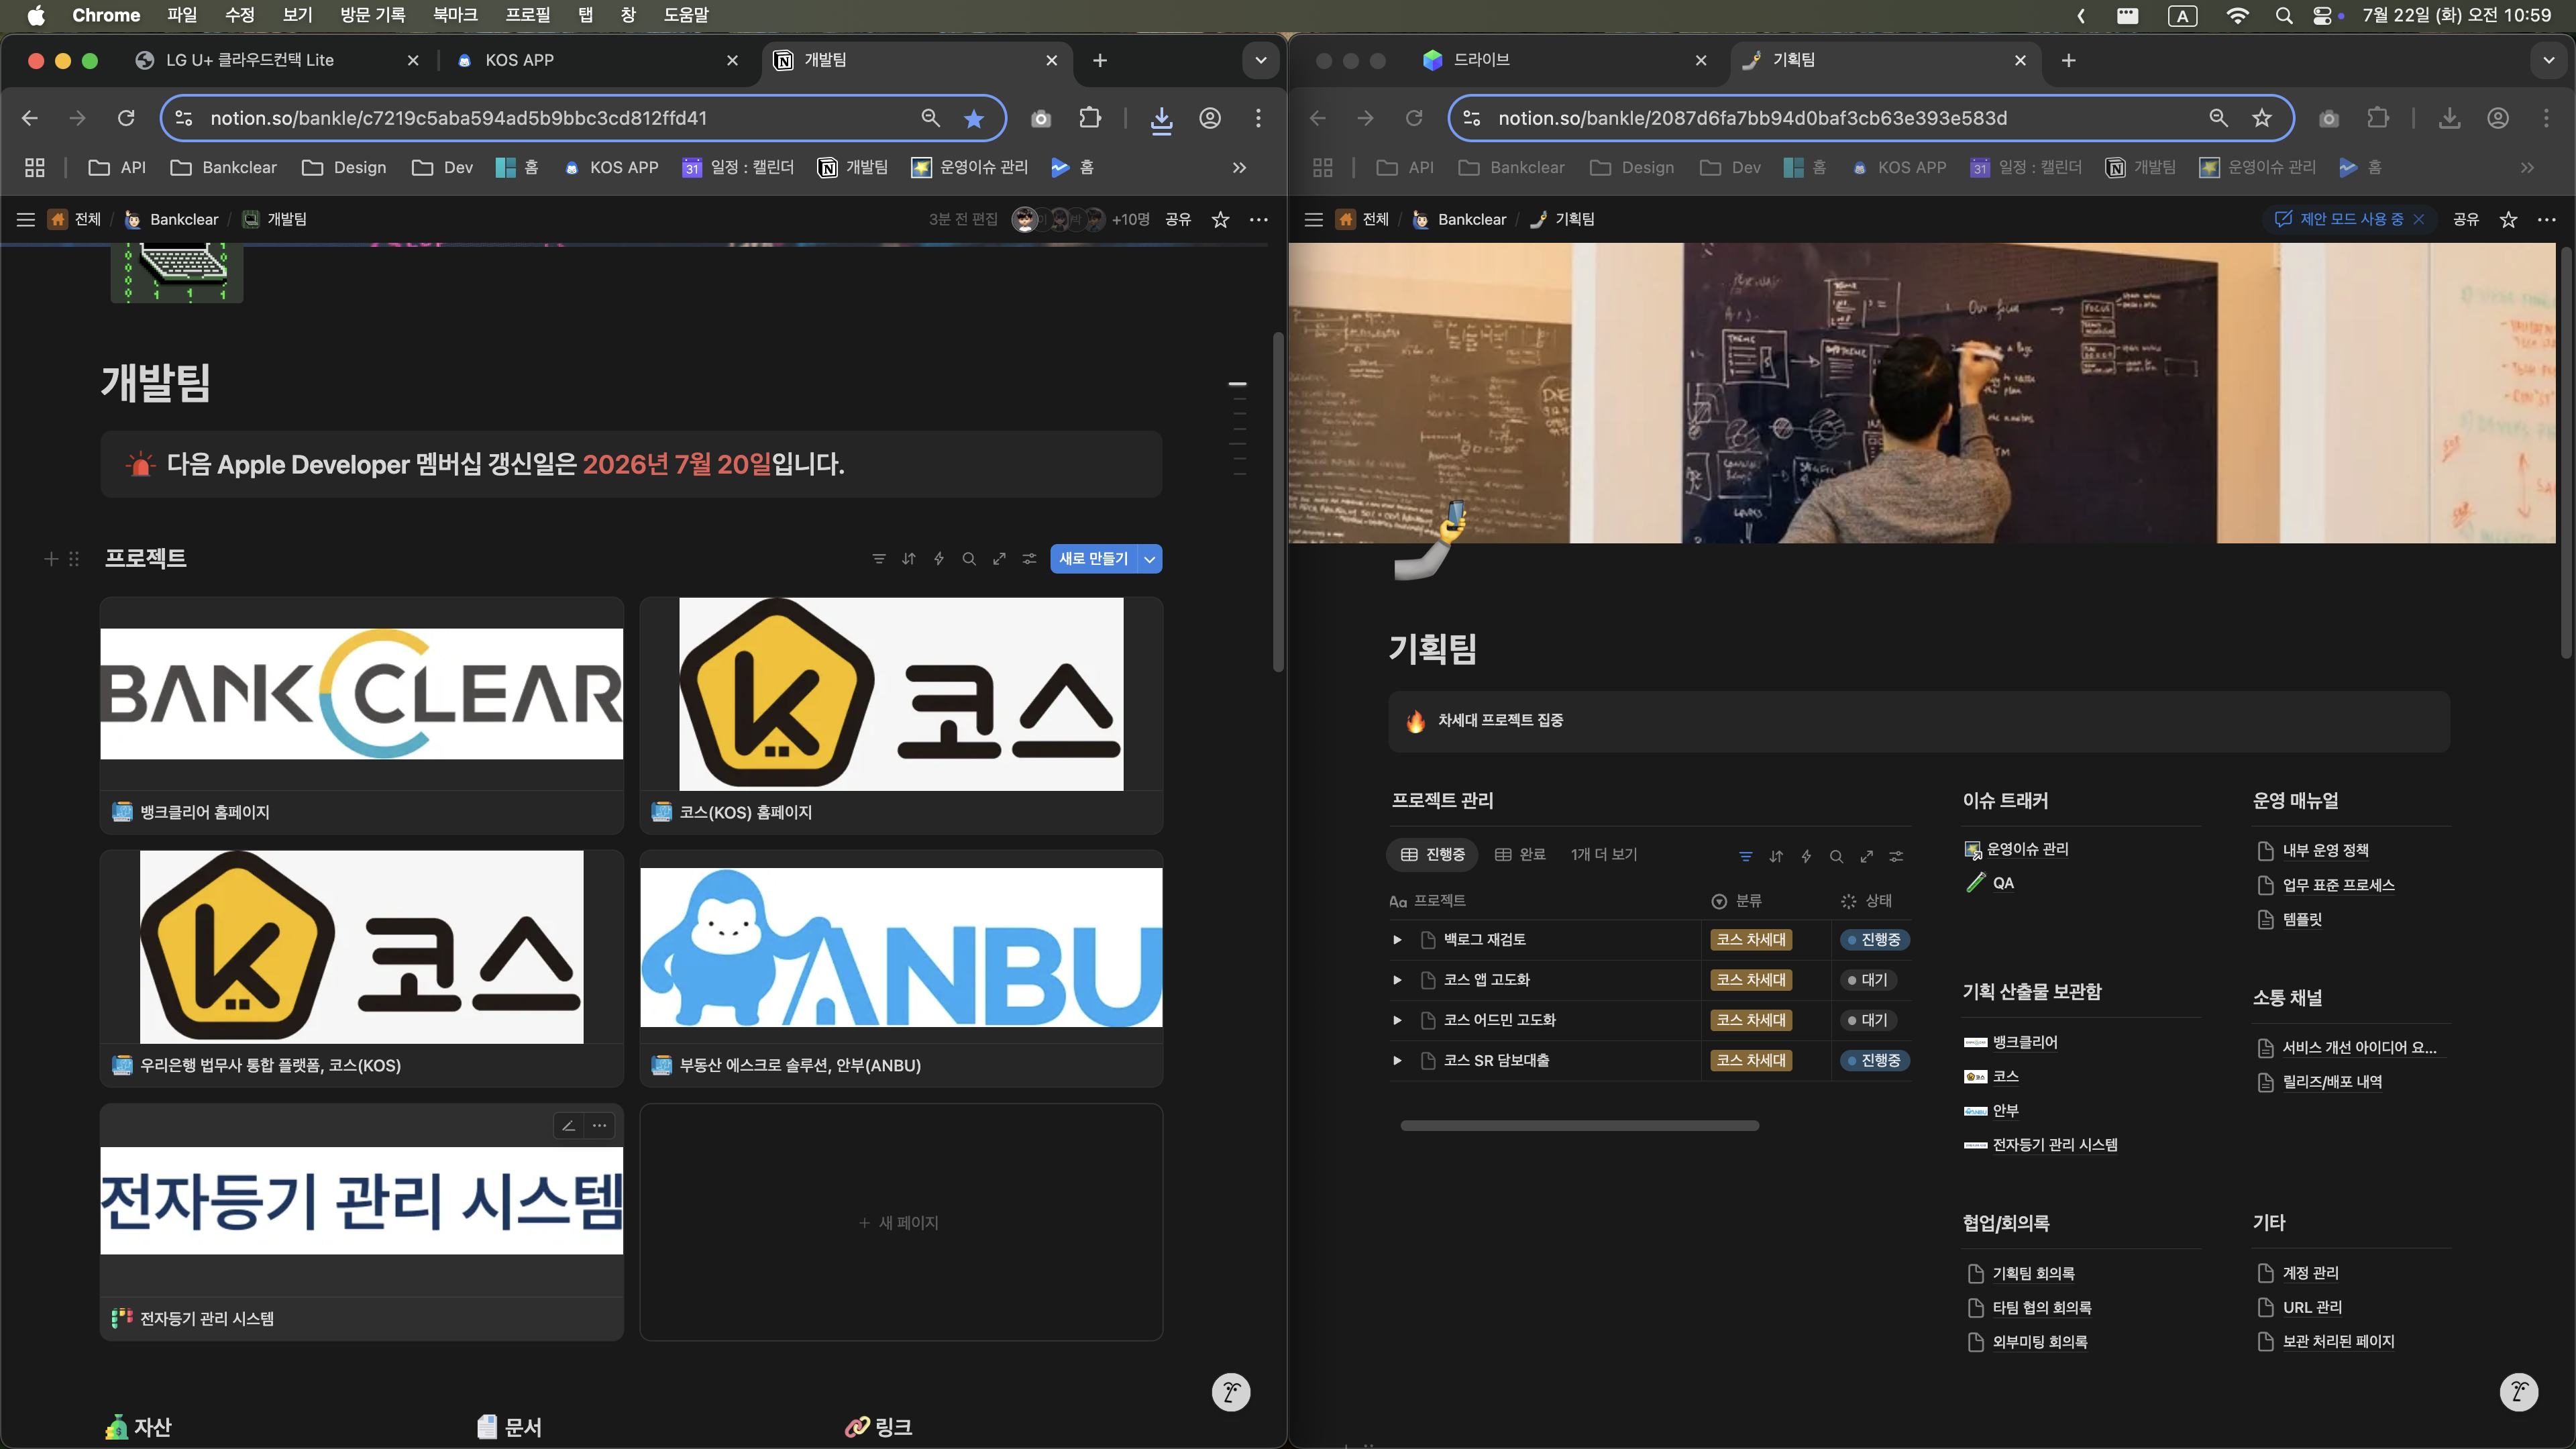 Chrome 파일 수정 보기 방문 기록 북마크 프로필 탭 창 도움말
A 7월 22일 (화) 오전 10:59
LG U+ 클라우드컨택 Lite
KOS APP
개발팀
notion.so/bankle/c7219c5aba594ad5b9bbc3cd812ffd41
API Bankclear Design Dev 홈 KOS APP 31 일정 : 캘린더 개발팀 운영이슈 관리 홈
전체 / Bankclear / 개발팀
3분 전 편집 +10명 공유
개발팀
다음 Apple Developer 멤버십 갱신일은 2026년 7월 20일입니다.
프로젝트
새로 만들기
BANKCLEAR
뱅크클리어 홈페이지
코스
코스(KOS) 홈페이지
코스
우리은행 법무사 통합 플랫폼, 코스(KOS)
ANBU
부동산 에스크로 솔루션, 안부(ANBU)
전자등기 관리 시스템
전자등기 관리 시스템
+ 새 페이지
자산
문서
링크
드라이브
기획팀
notion.so/bankle/2087d6fa7bb94d0baf3cb63e393e583d
API Bankclear Design Dev 홈 KOS APP 31 일정 : 캘린더 개발팀 운영이슈 관리 홈
전체 / Bankclear / 기획팀
제안 모드 사용 중 공유
Our focus
기획팀
차세대 프로젝트 집중
프로젝트 관리
진행중 완료 1개 더 보기
Aa 프로젝트 분류 상태
백로그 재검토 코스 차세대 진행중
코스 앱 고도화 코스 차세대 대기
코스 어드민 고도화 코스 차세대 대기
코스 SR 담보대출 코스 차세대 진행중
이슈 트래커
운영이슈 관리
QA
운영 매뉴얼
내부 운영 정책
업무 표준 프로세스
템플릿
기획 산출물 보관함
뱅크클리어
코스
안부
전자등기 관리 시스템
소통 채널
서비스 개선 아이디어 요...
릴리즈/배포 내역
협업/회의록
기획팀 회의록
타팀 협의 회의록
외부미팅 회의록
기타
계정 관리
URL 관리
보관 처리된 페이지